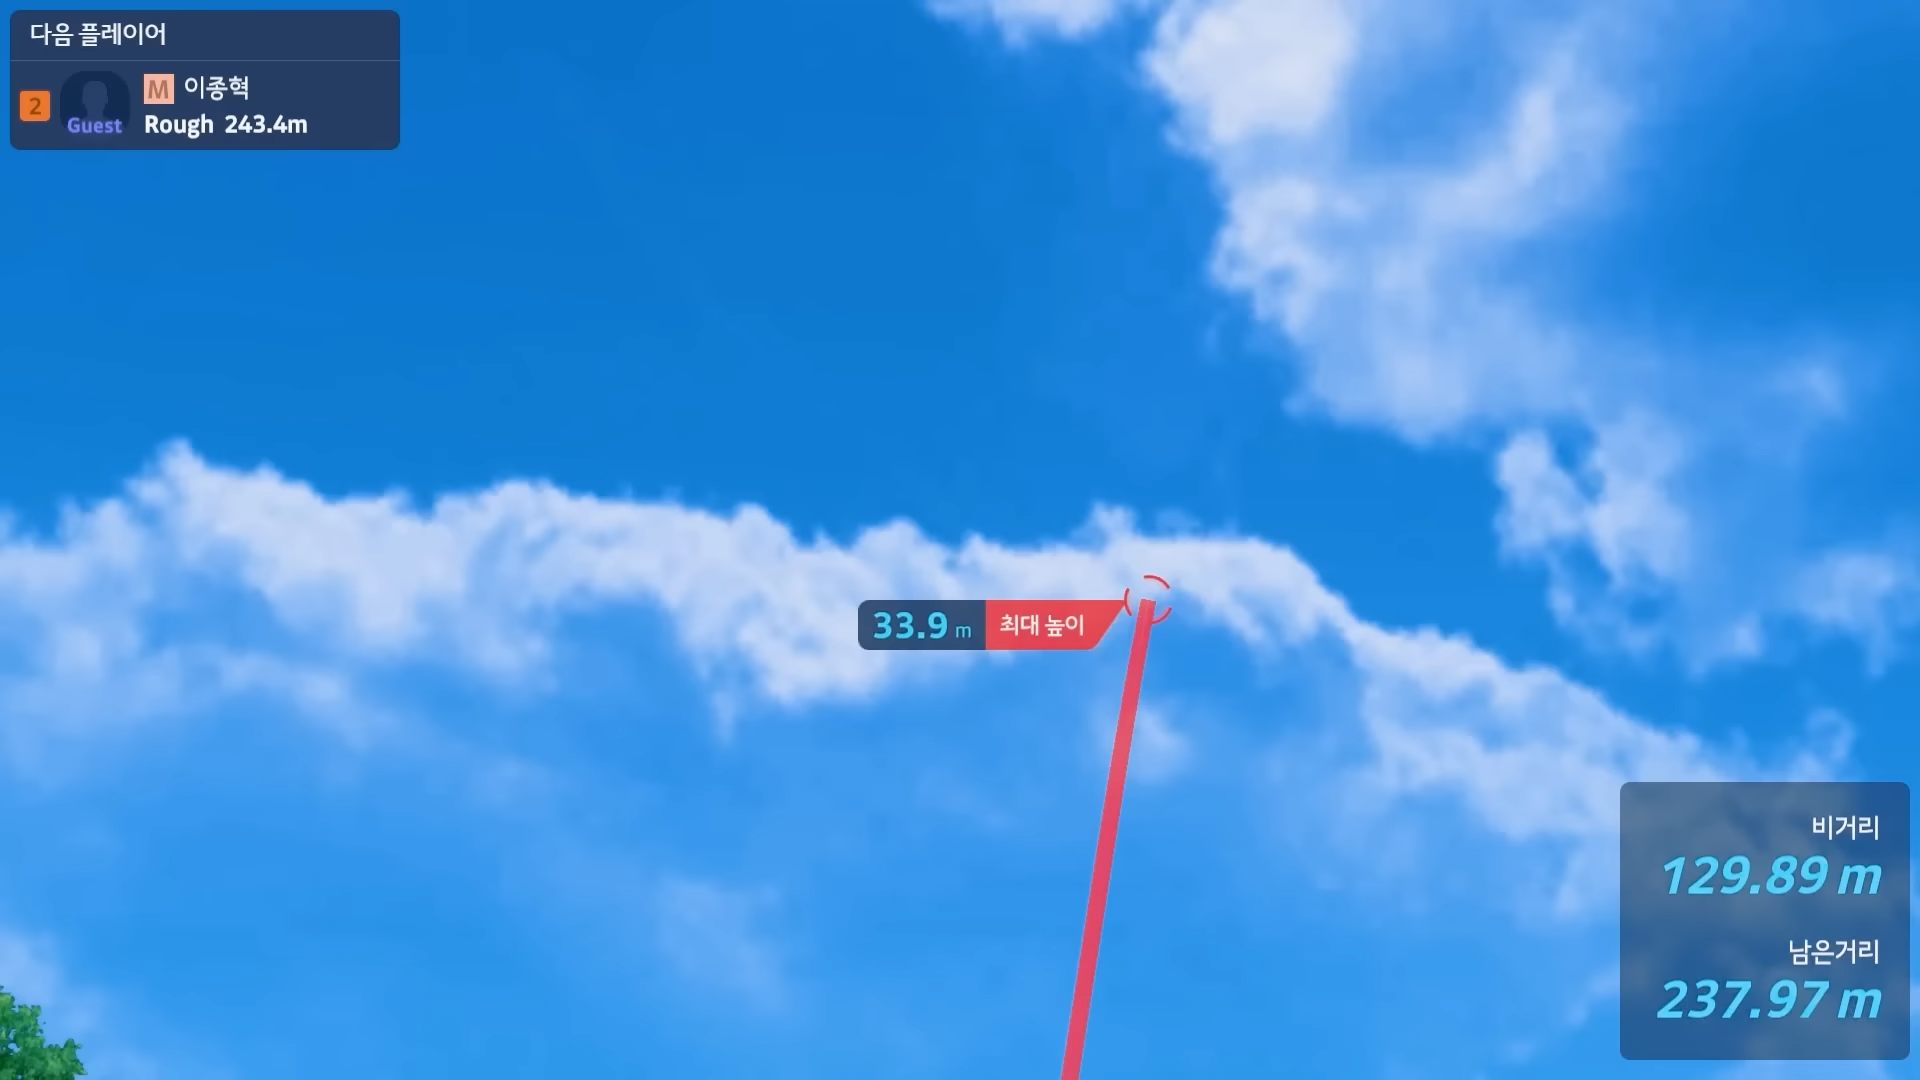 다음 플레이어
2
Guest
M 이종혁
Rough 243.4m
33.9 m 최대 높이
비거리
129.89 m
남은거리
237.97 m